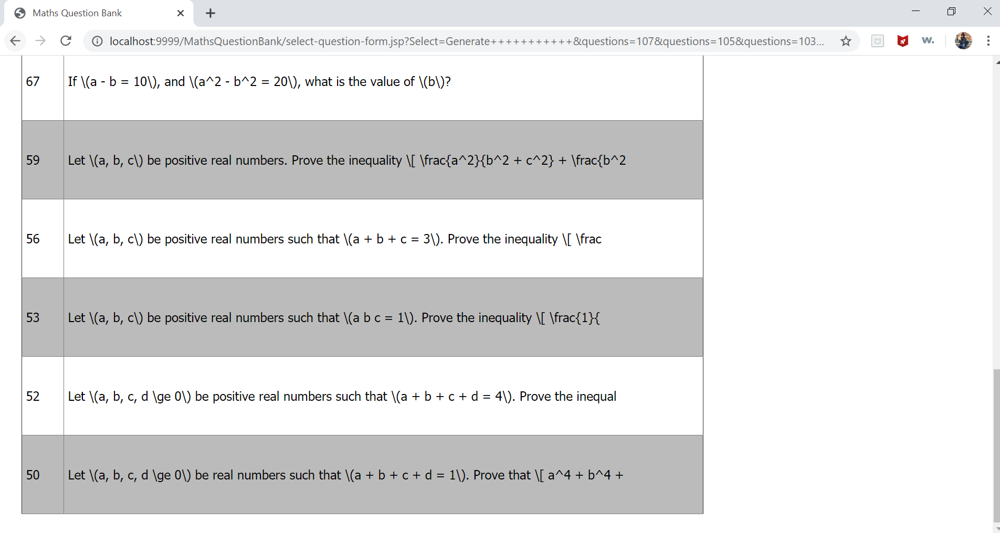 Maths Question Bank
localhost:9999/MathsQuestionBank/select-question-form.jsp?Select=Generate+++++++++++&questions=107&questions=105&questions=103...
w.
67 If \(a - b = 10\), and \(a^2 - b^2 = 20\), what is the value of \(b\)?
59 Let \(a, b, c\) be positive real numbers. Prove the inequality \[ \frac{a^2}{b^2 + c^2} + \frac{b^2
56 Let \(a, b, c\) be positive real numbers such that \(a + b + c = 3\). Prove the inequality \[ \frac
53 Let \(a, b, c\) be positive real numbers such that \(a b c = 1\). Prove the inequality \[ \frac{1}{
52 Let \(a, b, c, d \ge 0\) be positive real numbers such that \(a + b + c + d = 4\). Prove the inequal
50 Let \(a, b, c, d \ge 0\) be real numbers such that \(a + b + c + d = 1\). Prove that \[ a^4 + b^4 +